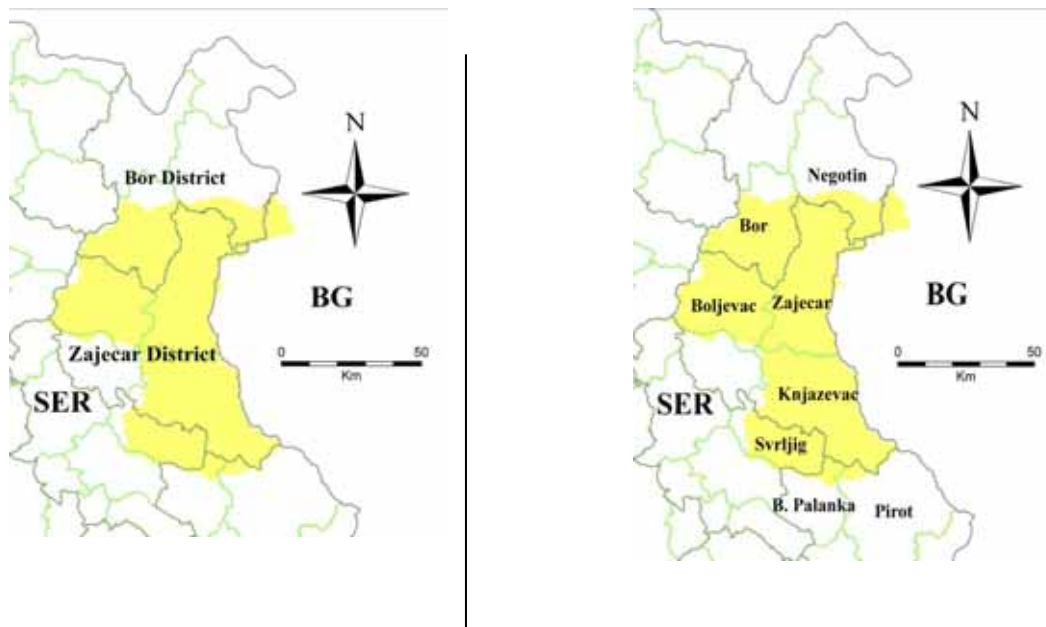 N
Bor District
BG
0 50
Km
Zajecar District
SER
N
Negotin
Bor
BG
Boljevac
Zajecar
0 50
Km
Knjazevac
SER
Svrljig
B. Palanka
Pirot